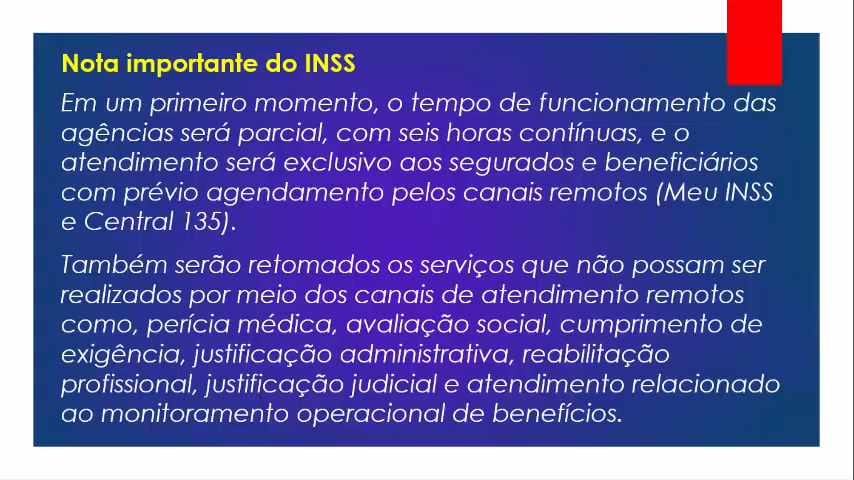 Nota importante do INSS
Em um primeiro momento, o tempo de funcionamento das
agências será parcial, com seis horas contínuas, e o
atendimento será exclusivo aos segurados e beneficiários
com prévio agendamento pelos canais remotos (Meu INSS
e Central 135).
Também serão retomados os serviços que não possam ser
realizados por meio dos canais de atendimento remotos
como, perícia médica, avaliação social, cumprimento de
exigência, justificação administrativa, reabilitação
profissional, justificação judicial e atendimento relacionado
ao monitoramento operacional de benefícios.